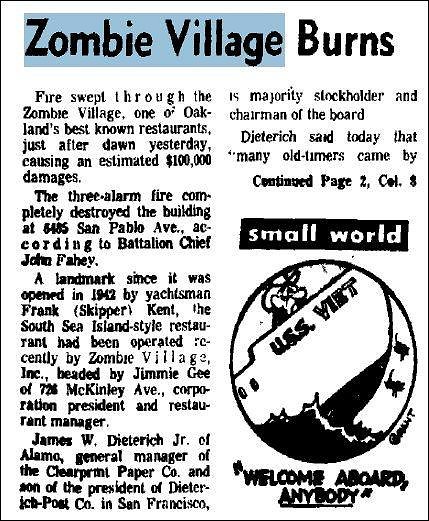 Zombie Village Burns
Fire swept through the
Zombie Village, one of Oak-
land's best known restaurants,
just after dawn yesterday,
causing an estimated $100,000
damages.
The three-alarm fire com-
pletely destroyed the building
at 6485 San Pablo Ave., ac-
cording to Battalion Chief
John Fahey.
A landmark since it was
opened in 1942 by yachtsman
Frank (Skipper) Kent, the
South Sea Island-style restau-
rant had been operated re-
cently by Zombie Village,
Inc., headed by Jimmie Gee
of 726 McKinley Ave., corpo-
ration president and restau-
rant manager.
James W. Dieterich Jr. of
Alamo, general manager of
the Clearprint Paper Co. and
son of the president of Dieter-
ich-Post Co. in San Francisco,
is majority stockholder and
chairman of the board
Dieterich said today that
"many old-timers came by
Continued Page 2, Col. 8
small world
U.S.S. VIET
"WELCOME ABOARD,
ANYBODY"